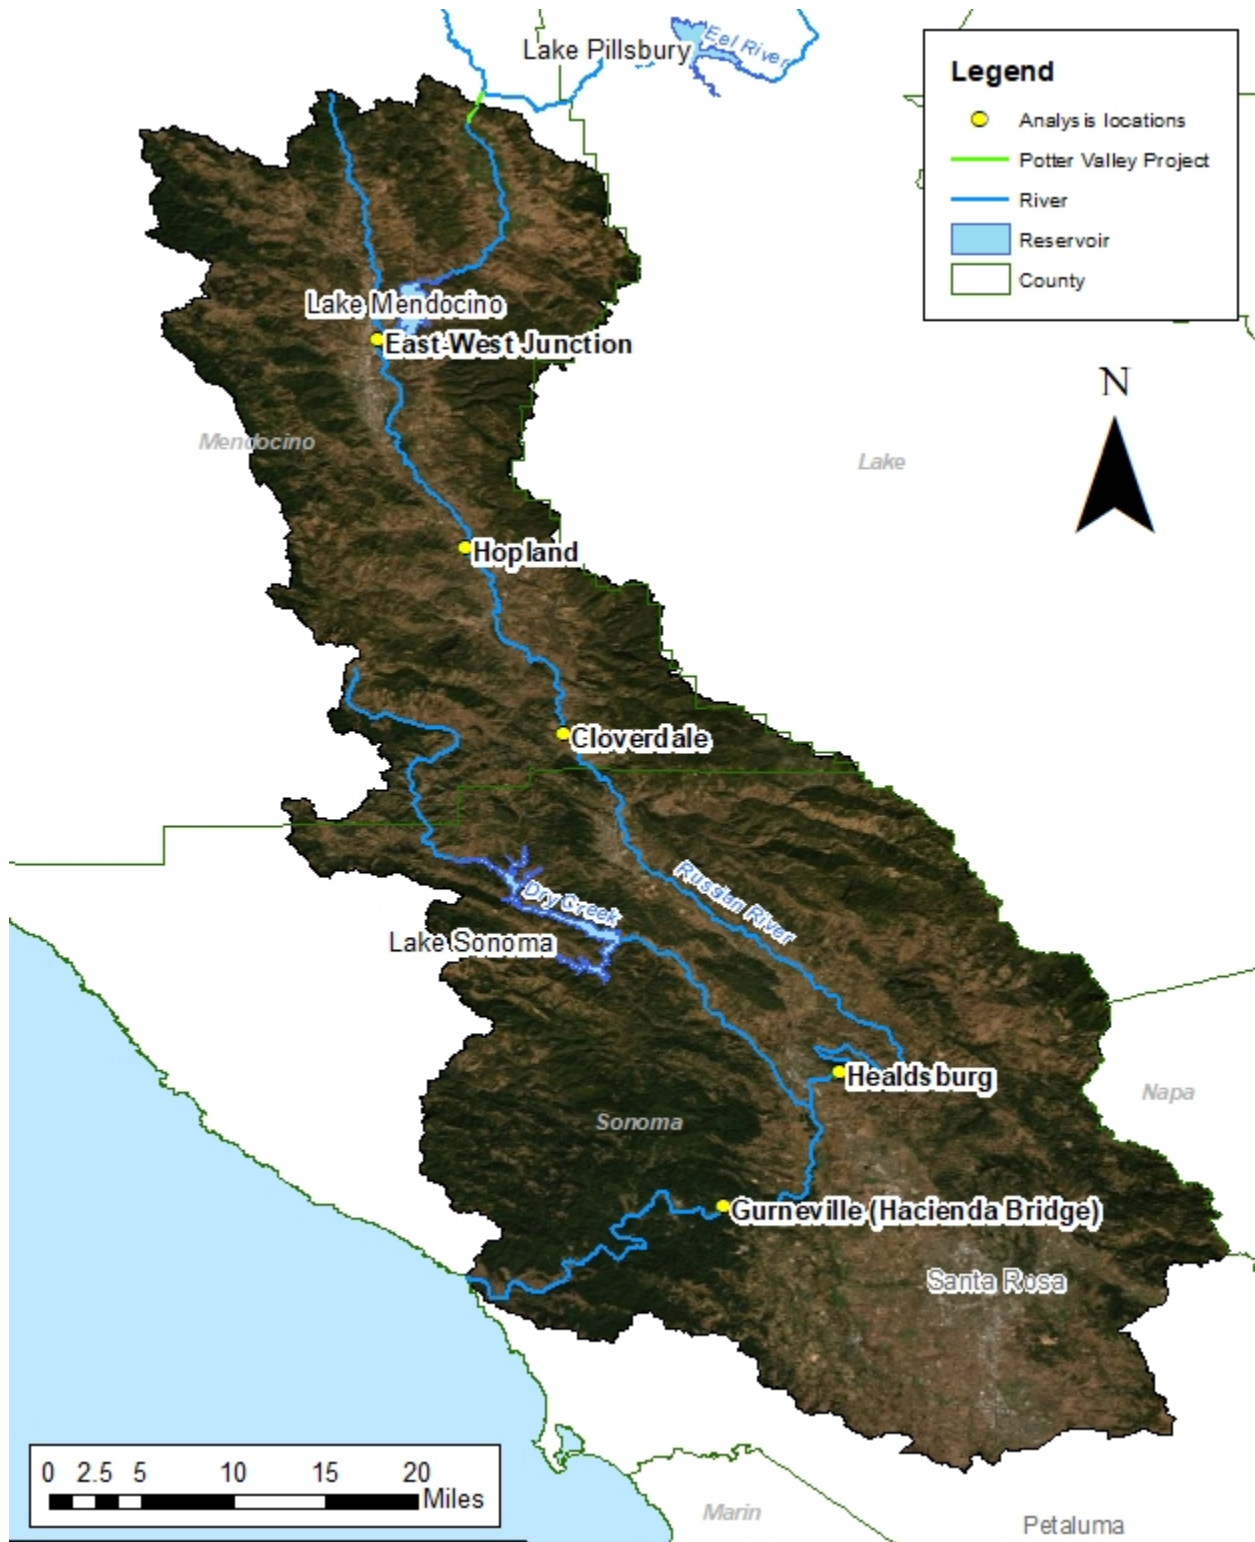 Lake Pillsbury
Eel River
Legend
Analysis locations
Potter Valley Project
River
Reservoir
County
N
Lake Mendocino
East-West Junction
Mendocino
Lake
Hopland
Cloverdale
Russian River
Dry Creek
Lake Sonoma
Healdsburg
Napa
Sonoma
Gurneville (Hacienda Bridge)
Santa Rosa
0 2.5 5 10 15 20
Miles
Marin
Petaluma